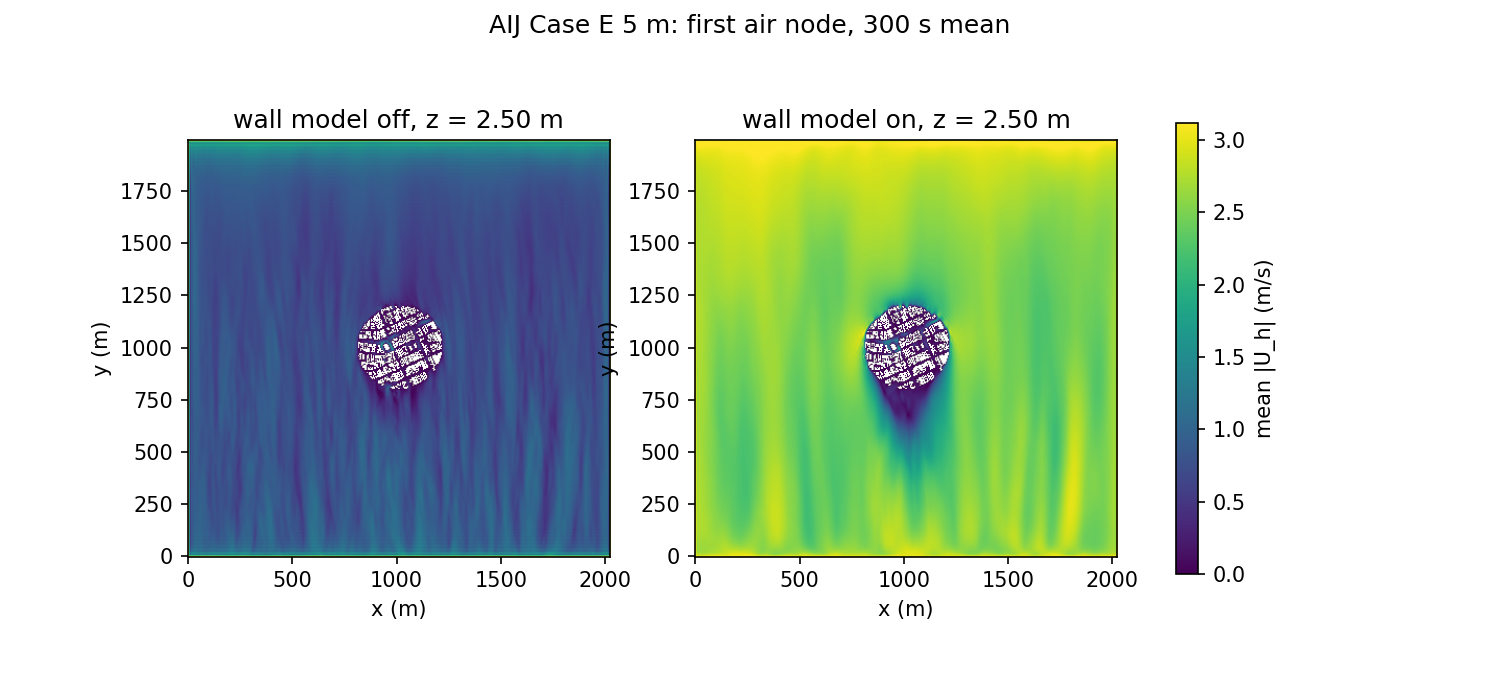 AIJ Case E 5 m: first air node, 300 s mean
wall model off, z = 2.50 m
1750
1500
1250
1000
750
500
250
0
y (m)
0 500 1000 1500 2000
x (m)
wall model on, z = 2.50 m
1750
1500
1250
1000
750
500
250
0
y (m)
0 500 1000 1500 2000
x (m)
3.0
2.5
2.0
1.5
1.0
0.5
0.0
mean |U_h| (m/s)